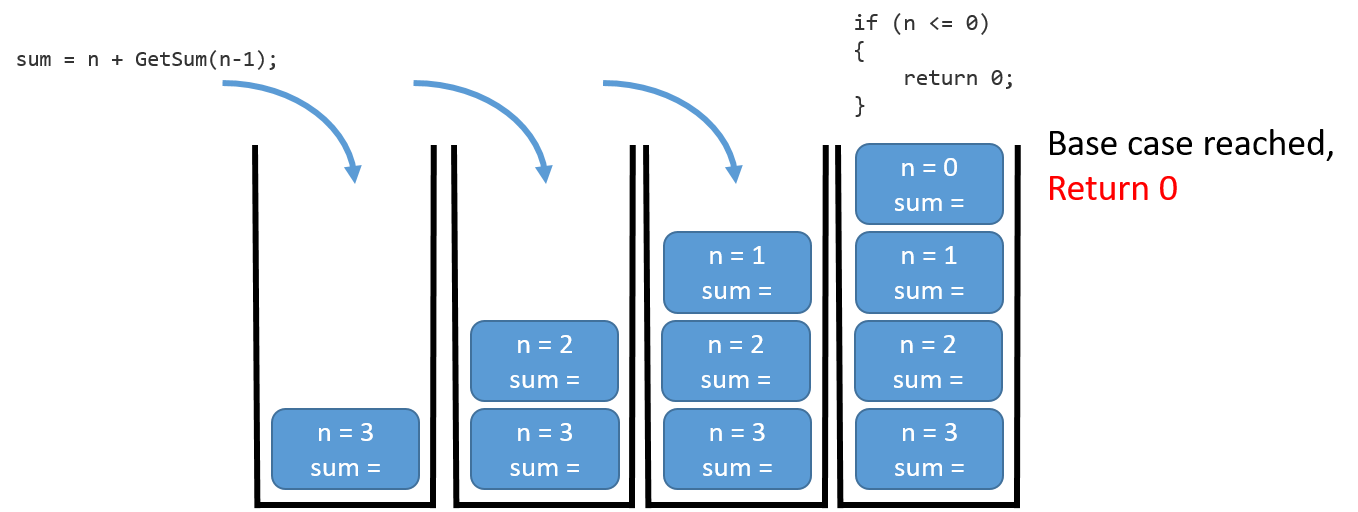 sum = n + GetSum(n-1);
if (n <= 0)
{
return 0;
}
Base case reached,
Return 0
n = 3
sum =
n = 2
sum =
n = 3
sum =
n = 1
sum =
n = 2
sum =
n = 3
sum =
n = 0
sum =
n = 1
sum =
n = 2
sum =
n = 3
sum =